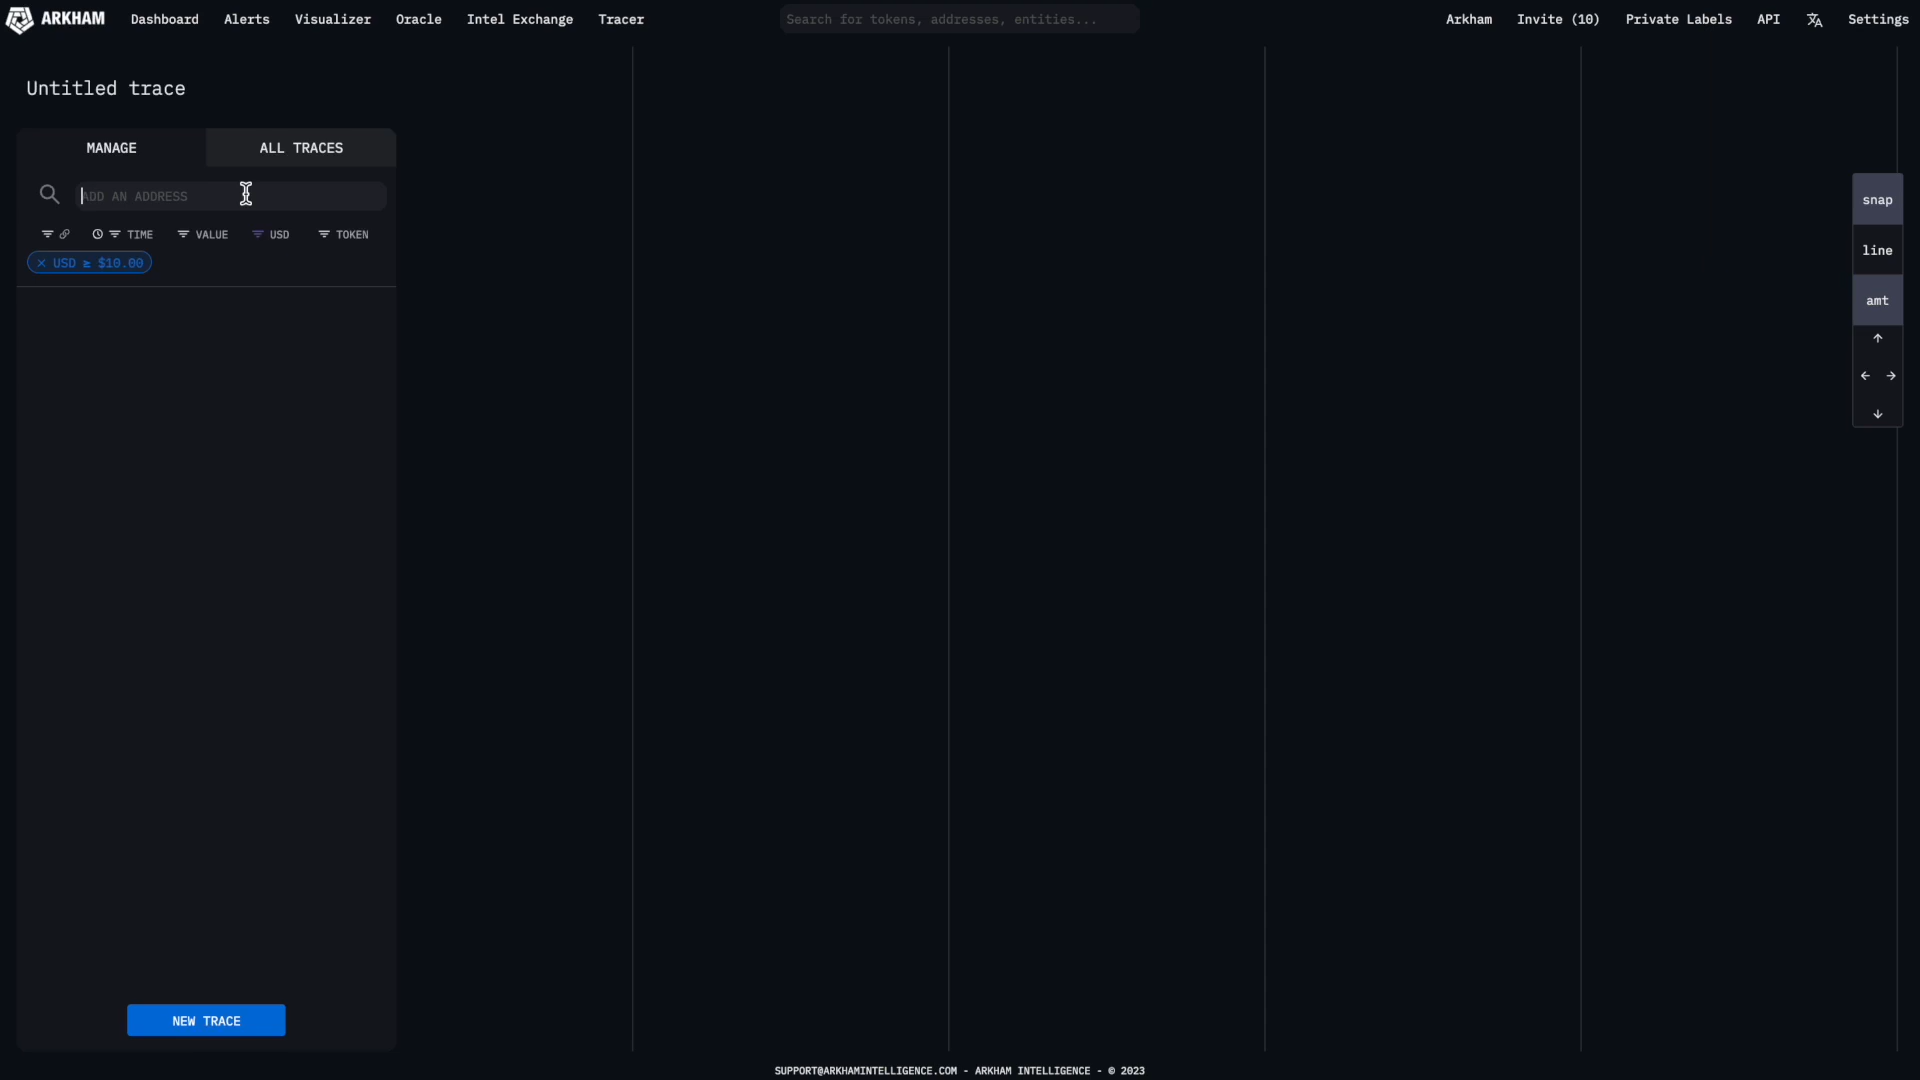 ARKHAM Dashboard Alerts Visualizer Oracle Intel Exchange Tracer Search for tokens, addresses, entities... Arkham Invite (10) Private Labels API Settings
Untitled trace
MANAGE ALL TRACES
ADD AN ADDRESS
TIME VALUE USD TOKEN
× USD ≥ $10.00
snap
line
amt
↑
← →
↓
NEW TRACE
SUPPORT@ARKHAMINTELLIGENCE.COM - ARKHAM INTELLIGENCE - © 2023